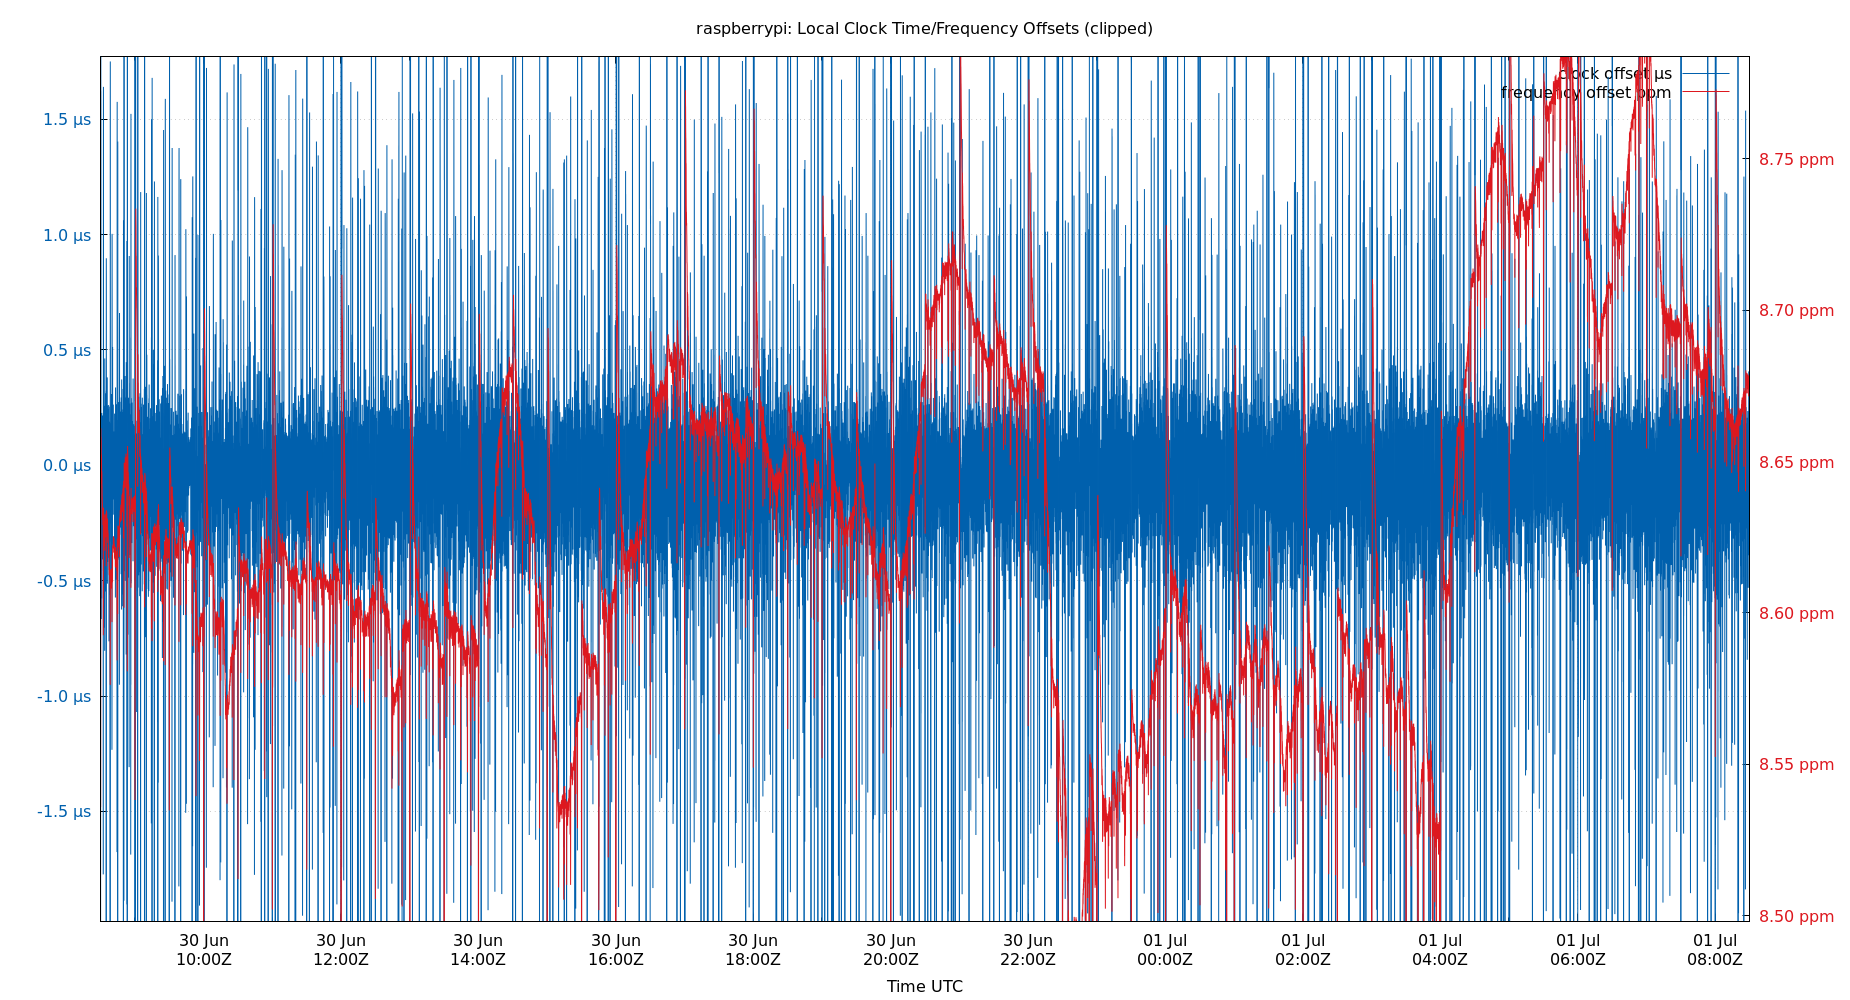 raspberrypi: Local Clock Time/Frequency Offsets (clipped)
clock offset µs
frequency offset ppm
1.5 µs
1.0 µs
0.5 µs
0.0 µs
-0.5 µs
-1.0 µs
-1.5 µs
8.75 ppm
8.70 ppm
8.65 ppm
8.60 ppm
8.55 ppm
8.50 ppm
30 Jun 30 Jun 30 Jun 30 Jun 30 Jun 30 Jun 30 Jun 01 Jul 01 Jul 01 Jul 01 Jul 01 Jul
10:00Z 12:00Z 14:00Z 16:00Z 18:00Z 20:00Z 22:00Z 00:00Z 02:00Z 04:00Z 06:00Z 08:00Z
Time UTC